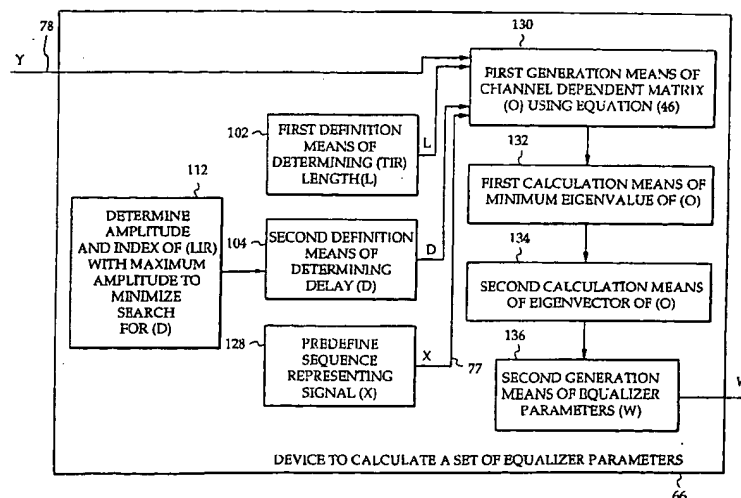 78
Y
130
FIRST GENERATION MEANS OF
CHANNEL DEPENDENT MATRIX
(O) USING EQUATION (46)
102
FIRST DEFINITION
MEANS OF
DETERMINING (TIR)
LENGTH(L)
L
132
FIRST CALCULATION MEANS OF
MINIMUM EIGENVALUE OF (O)
112
DETERMINE
AMPLITUDE
AND INDEX OF (LIR)
WITH MAXIMUM
AMPLITUDE TO
MINIMIZE
SEARCH
FOR (D)
104
SECOND DEFINITION
MEANS OF
DETERMINING
DELAY (D)
D
134
SECOND CALCULATION MEANS
OF EIGENVECTOR OF (O)
128
PREDEFINE
SEQUENCE
REPRESENTING
SIGNAL (X)
X
77
136
SECOND GENERATION
MEANS OF EQUALIZER
PARAMETERS (W)
W
DEVICE TO CALCULATE A SET OF EQUALIZER PARAMETERS
66